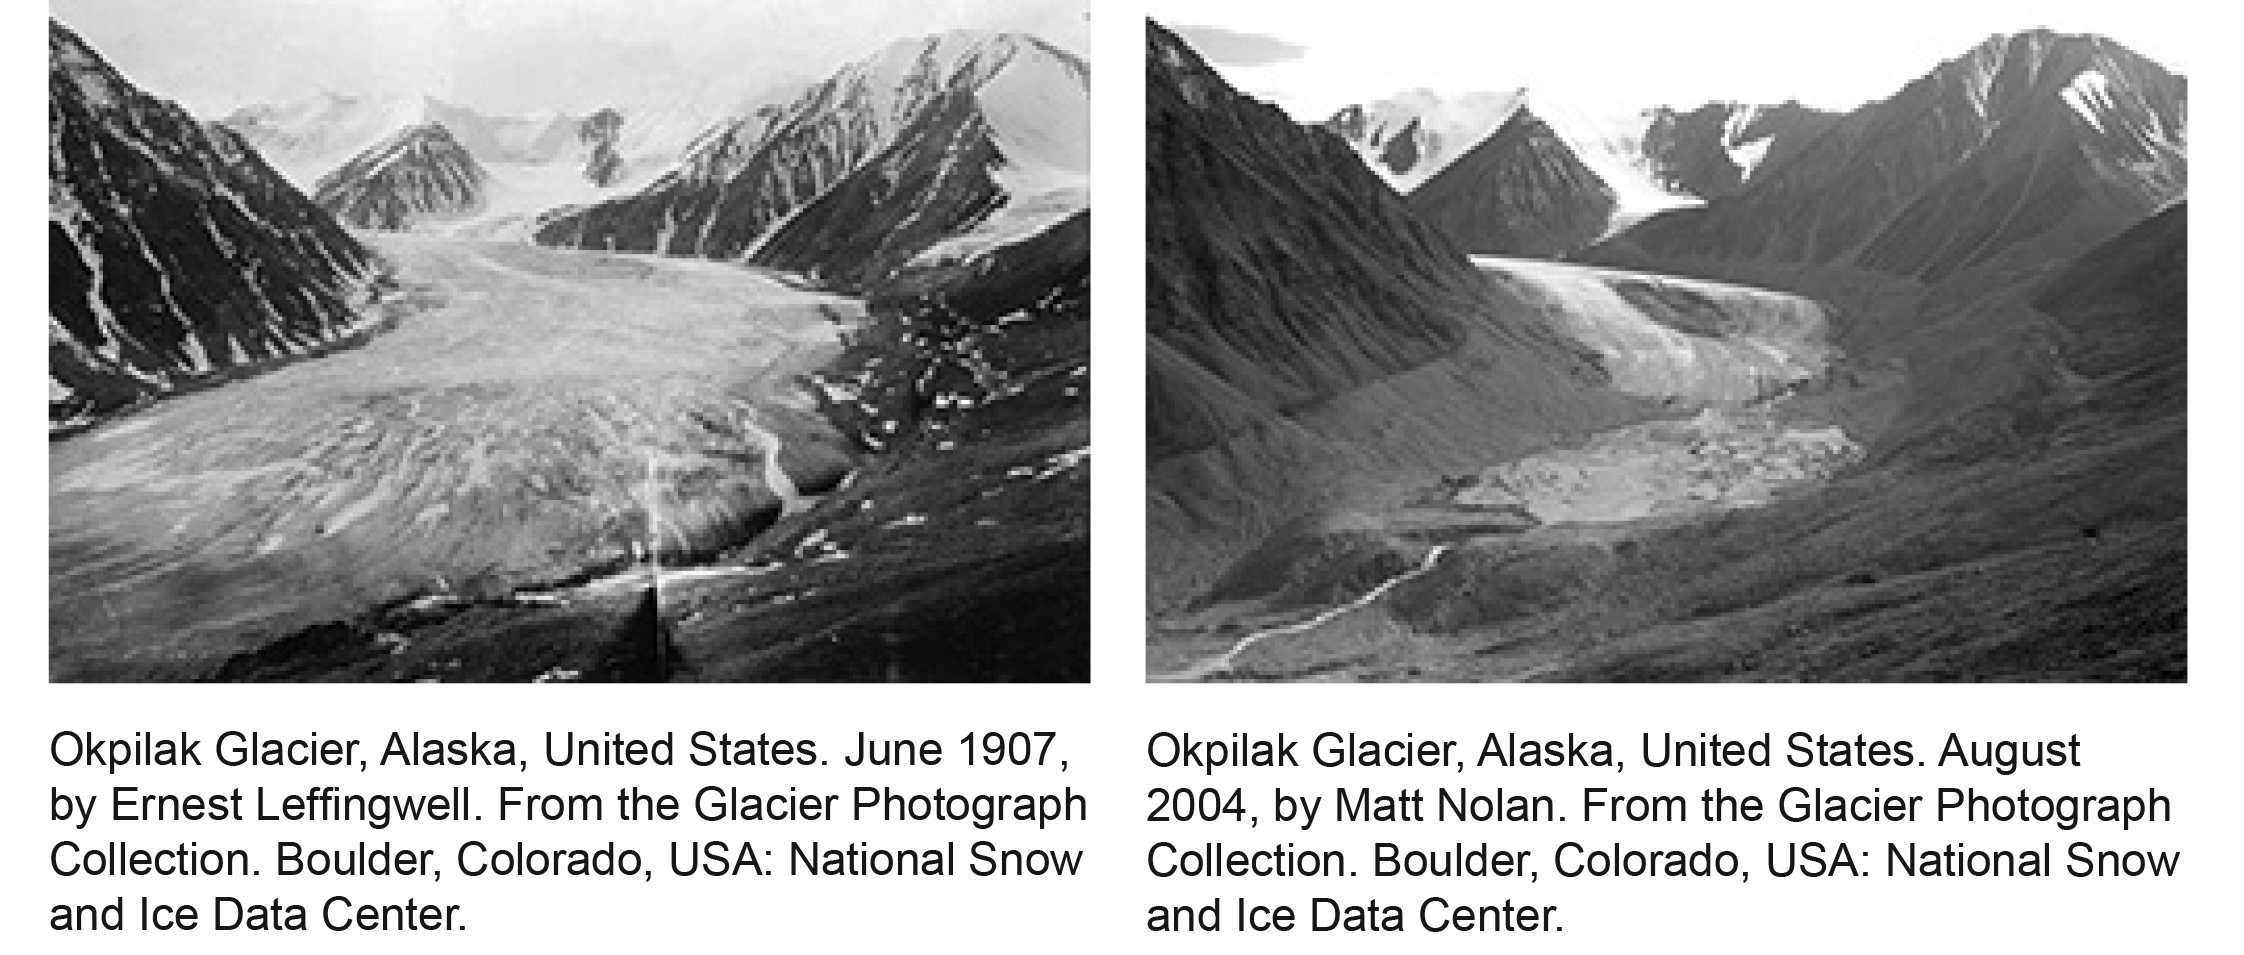 Okpilak Glacier, Alaska, United States. June 1907,
by Ernest Leffingwell. From the Glacier Photograph
Collection. Boulder, Colorado, USA: National Snow
and Ice Data Center.
Okpilak Glacier, Alaska, United States. August
2004, by Matt Nolan. From the Glacier Photograph
Collection. Boulder, Colorado, USA: National Snow
and Ice Data Center.